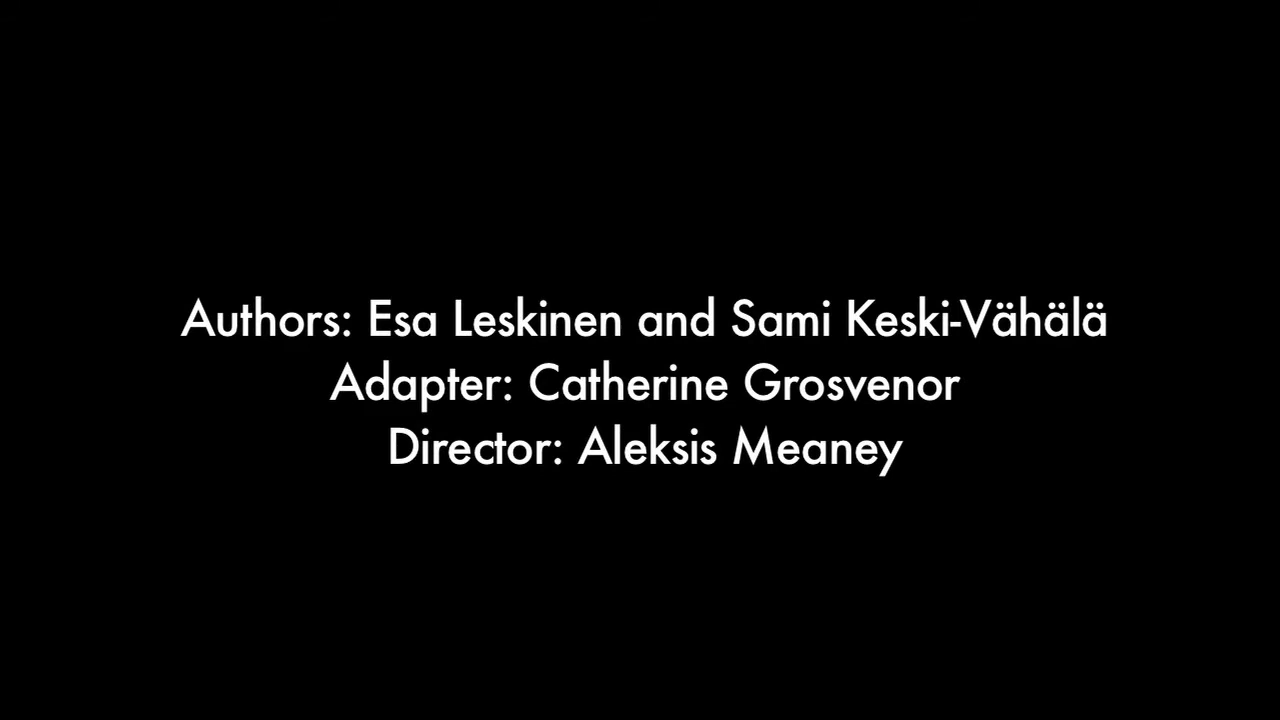 Authors: Esa Leskinen and Sami Keski-Vähälä
Adapter: Catherine Grosvenor
Director: Aleksis Meaney